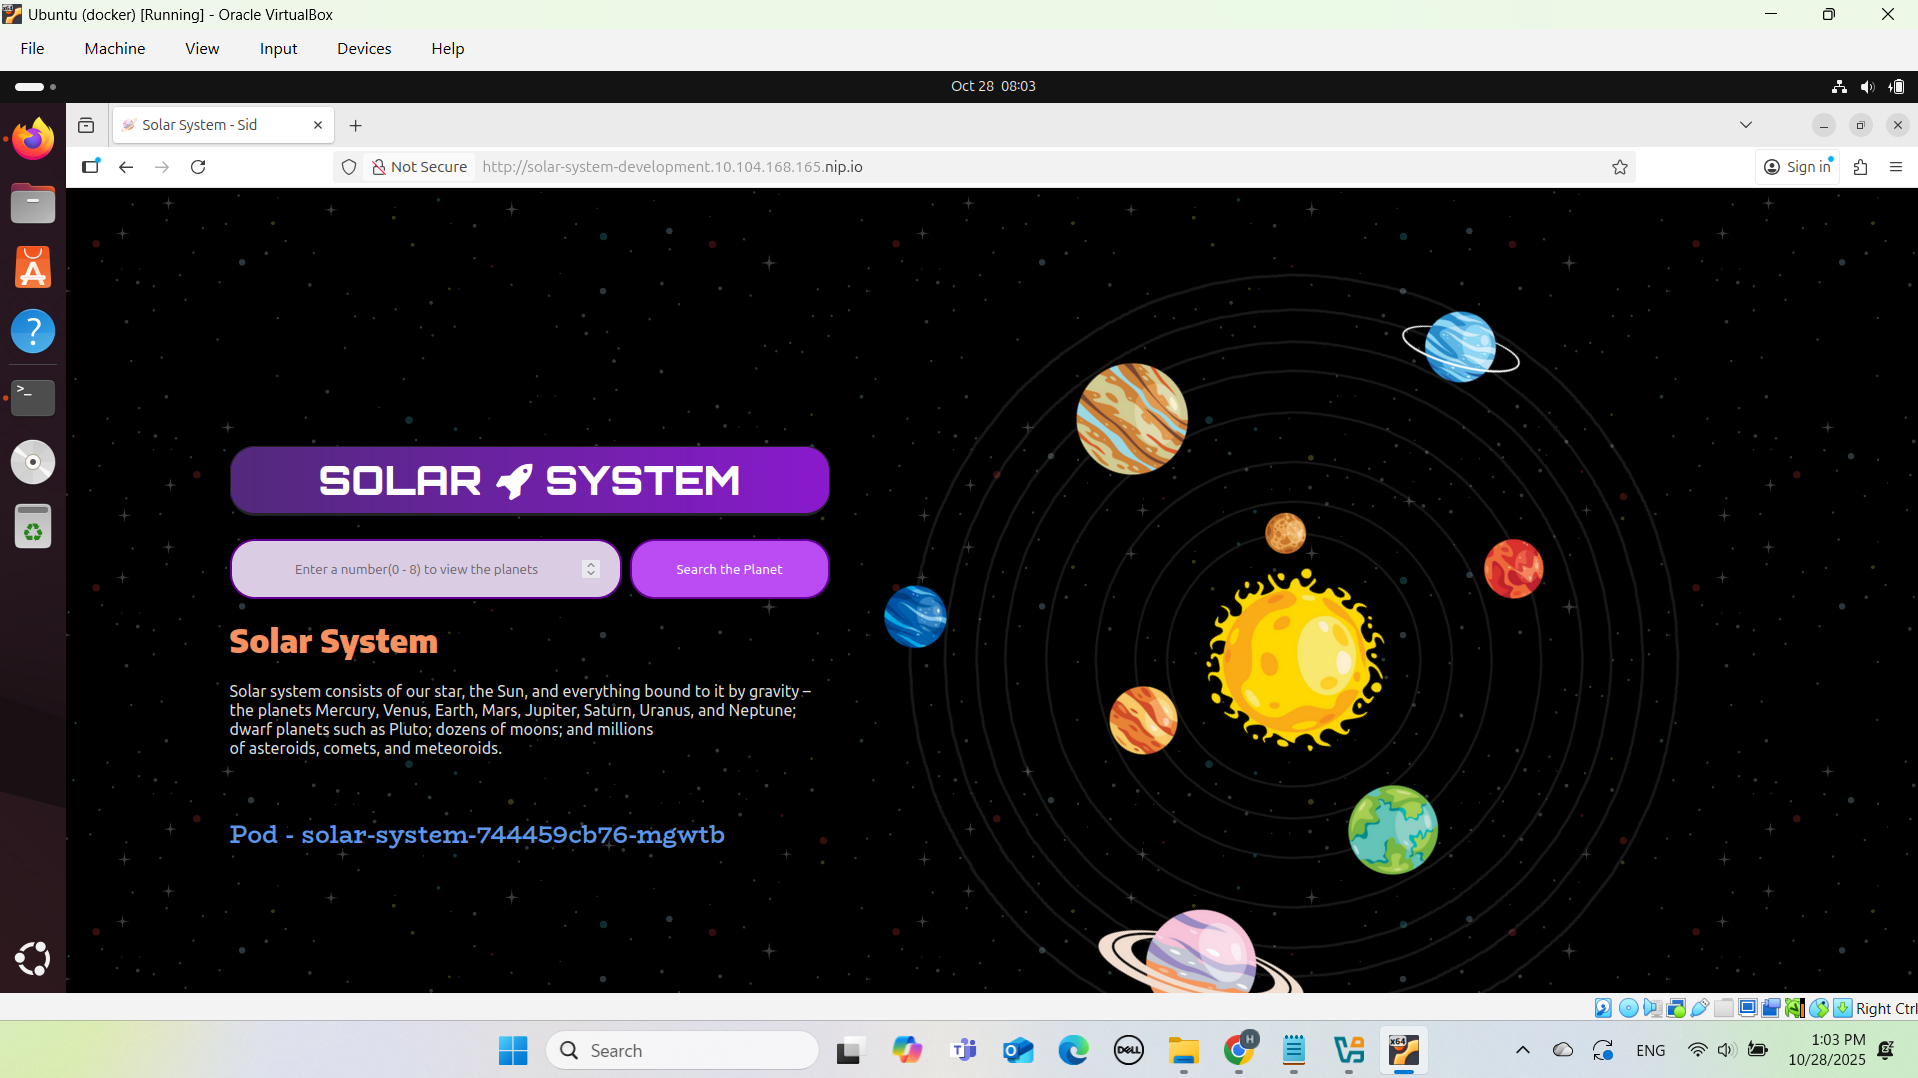 Ubuntu (docker) [Running] - Oracle VirtualBox
File Machine View Input Devices Help
Oct 28 08:03
Solar System - Sid
Not Secure http://solar-system-development.10.104.168.165.nip.io
Sign in
SOLAR SYSTEM
Enter a number(0 - 8) to view the planets
Search the Planet
Solar System
Solar system consists of our star, the Sun, and everything bound to it by gravity –
the planets Mercury, Venus, Earth, Mars, Jupiter, Saturn, Uranus, and Neptune;
dwarf planets such as Pluto; dozens of moons; and millions
of asteroids, comets, and meteoroids.
Pod - solar-system-744459cb76-mgwtb
Right Ctrl
Search
DELL
H
x64
ENG
1:03 PM
10/28/2025